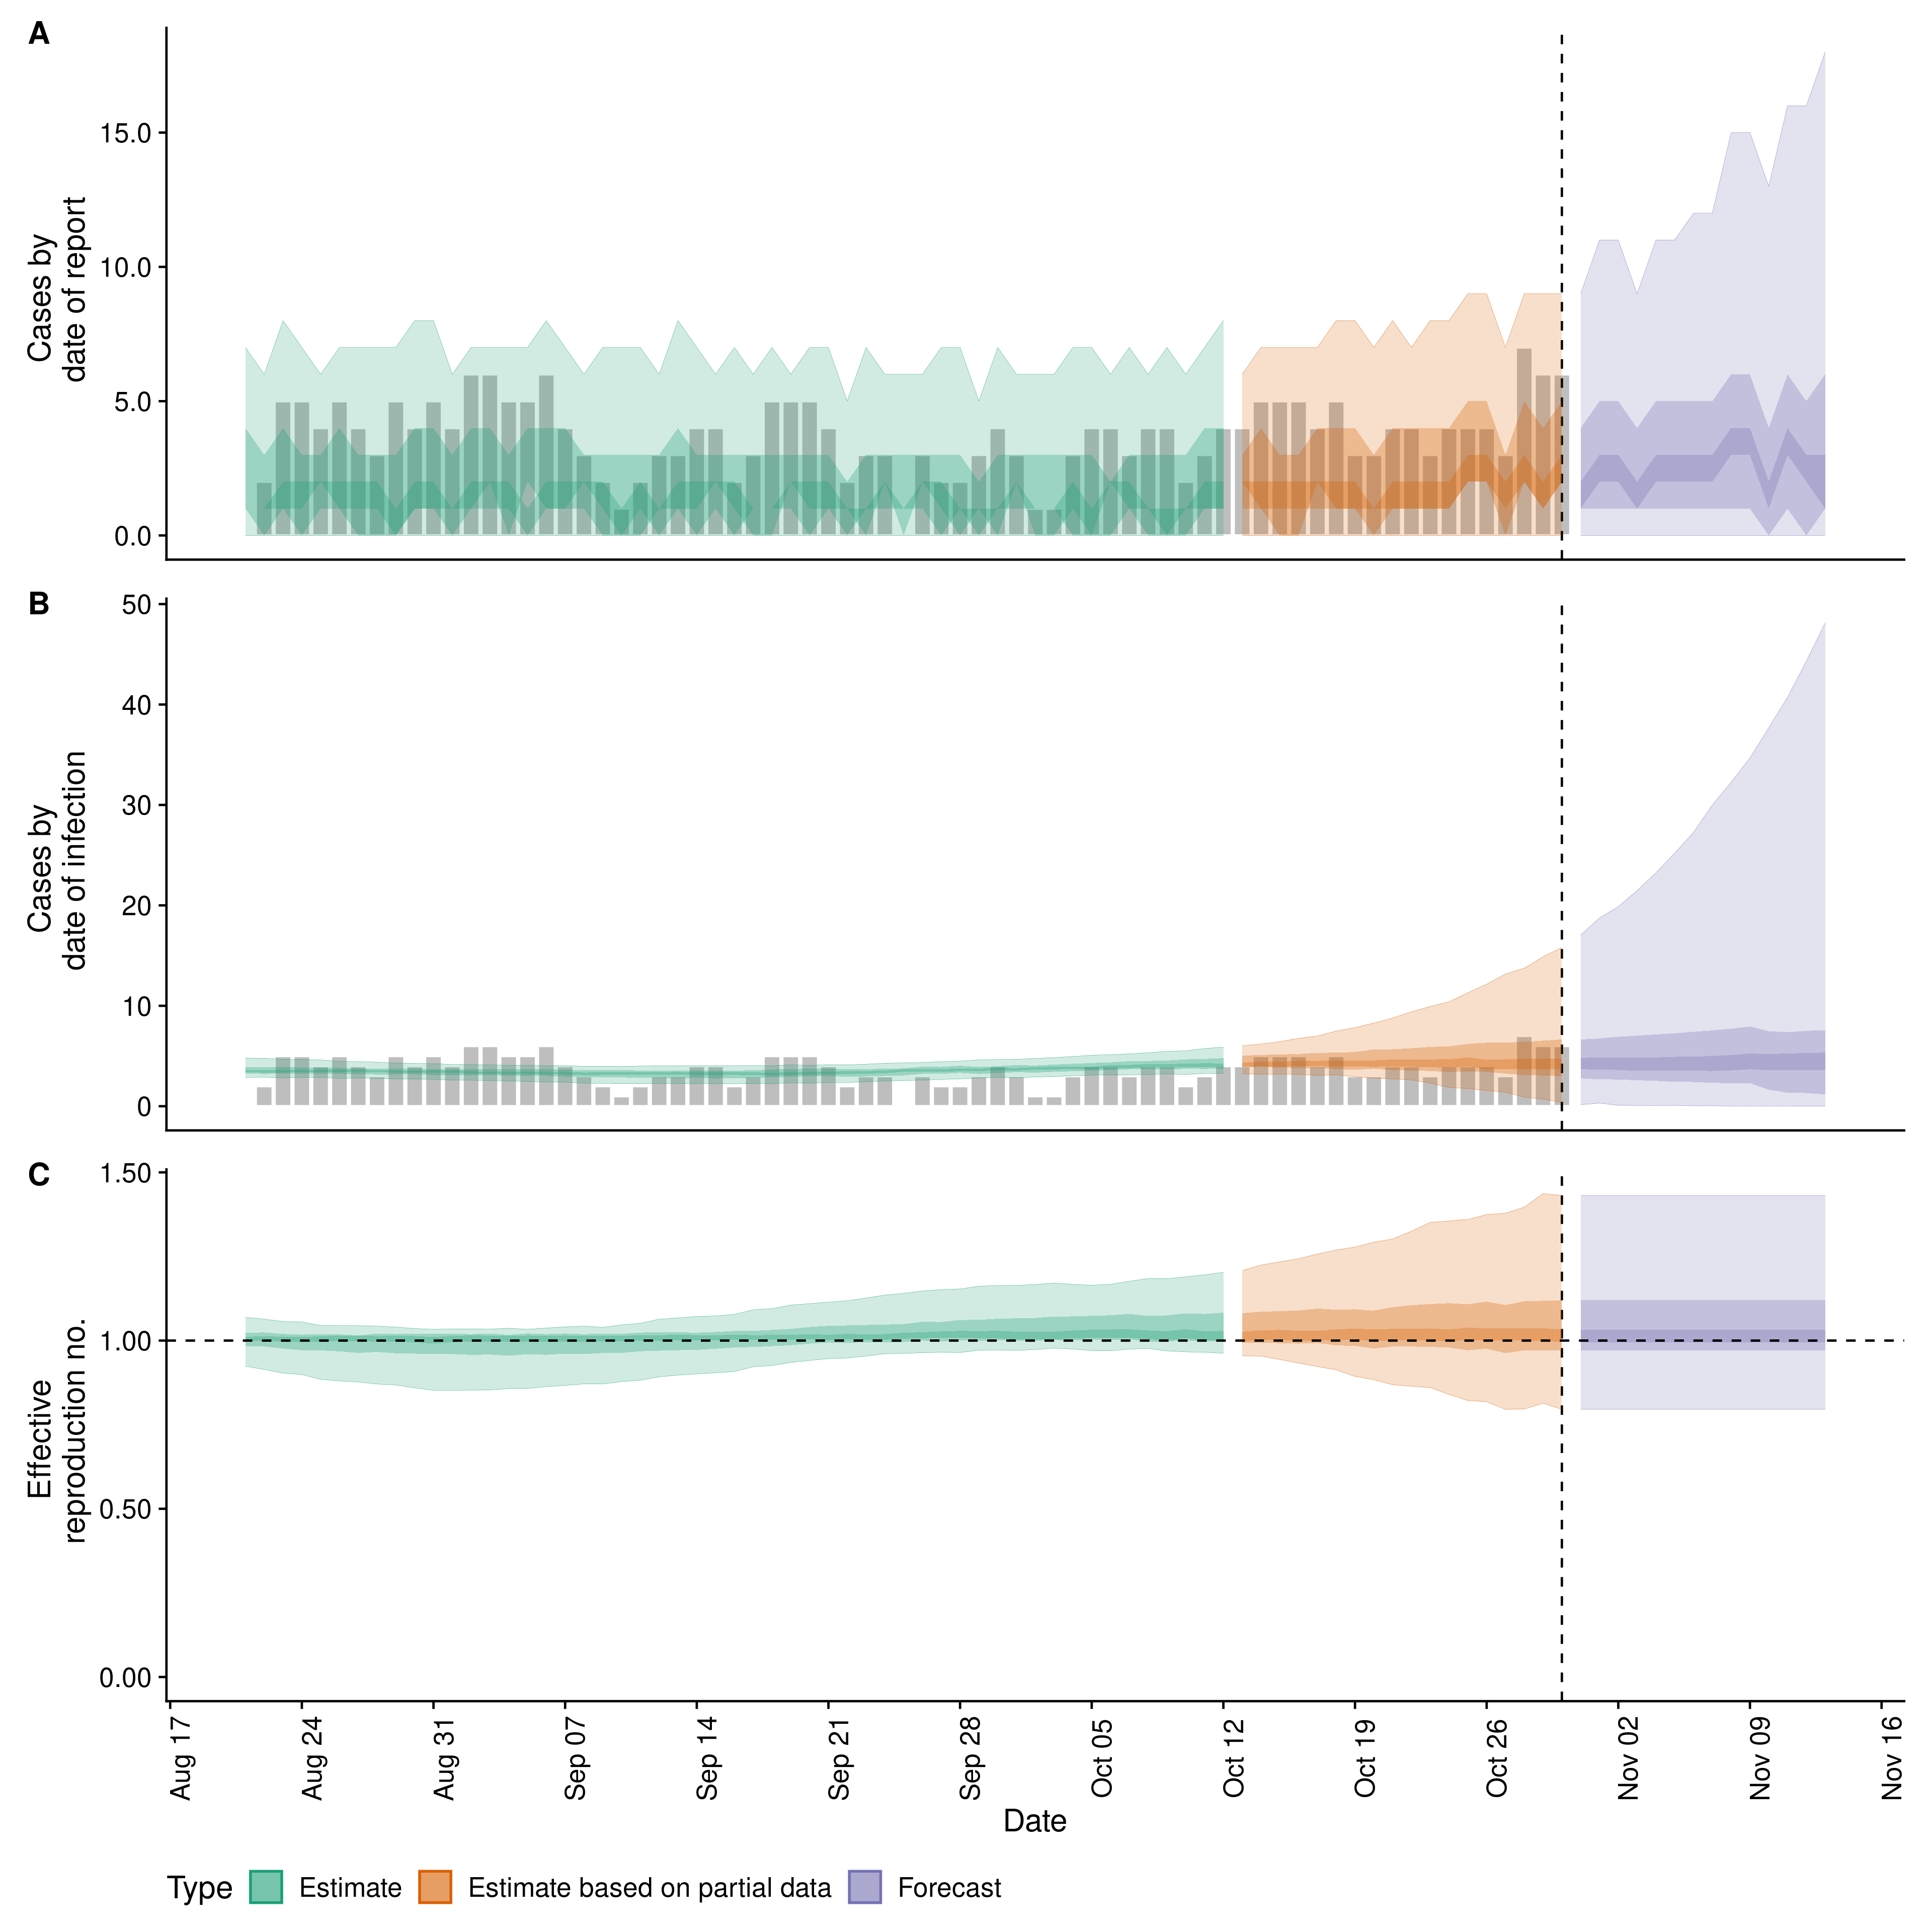 A
Cases by
date of report
15.0
10.0
5.0
0.0
B
Cases by
date of infection
50
40
30
20
10
0
C
Effective
reproduction no.
1.50
1.00
0.50
0.00
Aug 17
Aug 24
Aug 31
Sep 07
Sep 14
Sep 21
Sep 28
Oct 05
Oct 12
Oct 19
Oct 26
Nov 02
Nov 09
Nov 16
Date
Type
Estimate
Estimate based on partial data
Forecast